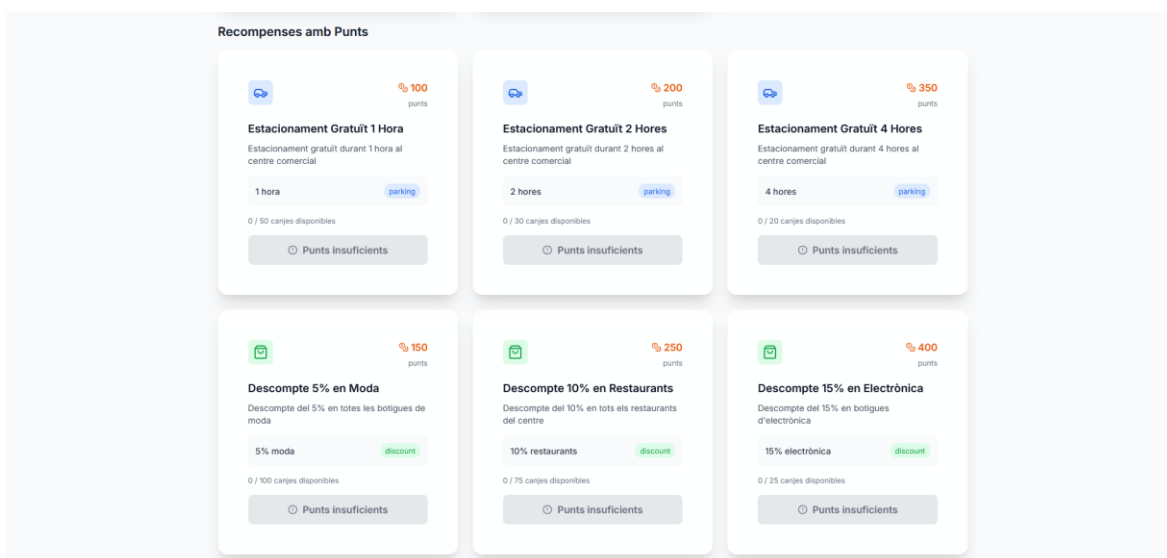 Recompenses amb Punts
100
punts
Estacionament Gratuït 1 Hora
Estacionament gratuït durant 1 hora al
centre comercial
1 hora
parking
0 / 50 canjes disponibles
Punts insuficients
200
punts
Estacionament Gratuït 2 Hores
Estacionament gratuït durant 2 hores al
centre comercial
2 hores
parking
0 / 30 canjes disponibles
Punts insuficients
350
punts
Estacionament Gratuït 4 Hores
Estacionament gratuït durant 4 hores al
centre comercial
4 hores
parking
0 / 20 canjes disponibles
Punts insuficients
150
punts
Descompte 5% en Moda
Descompte del 5% en totes les botigues de
moda
5% moda
discount
0 / 100 canjes disponibles
Punts insuficients
250
punts
Descompte 10% en Restaurants
Descompte del 10% en tots els restaurants
del centre
10% restaurants
discount
0 / 75 canjes disponibles
Punts insuficients
400
punts
Descompte 15% en Electrònica
Descompte del 15% en botigues
d'electrònica
15% electrònica
discount
0 / 25 canjes disponibles
Punts insuficients